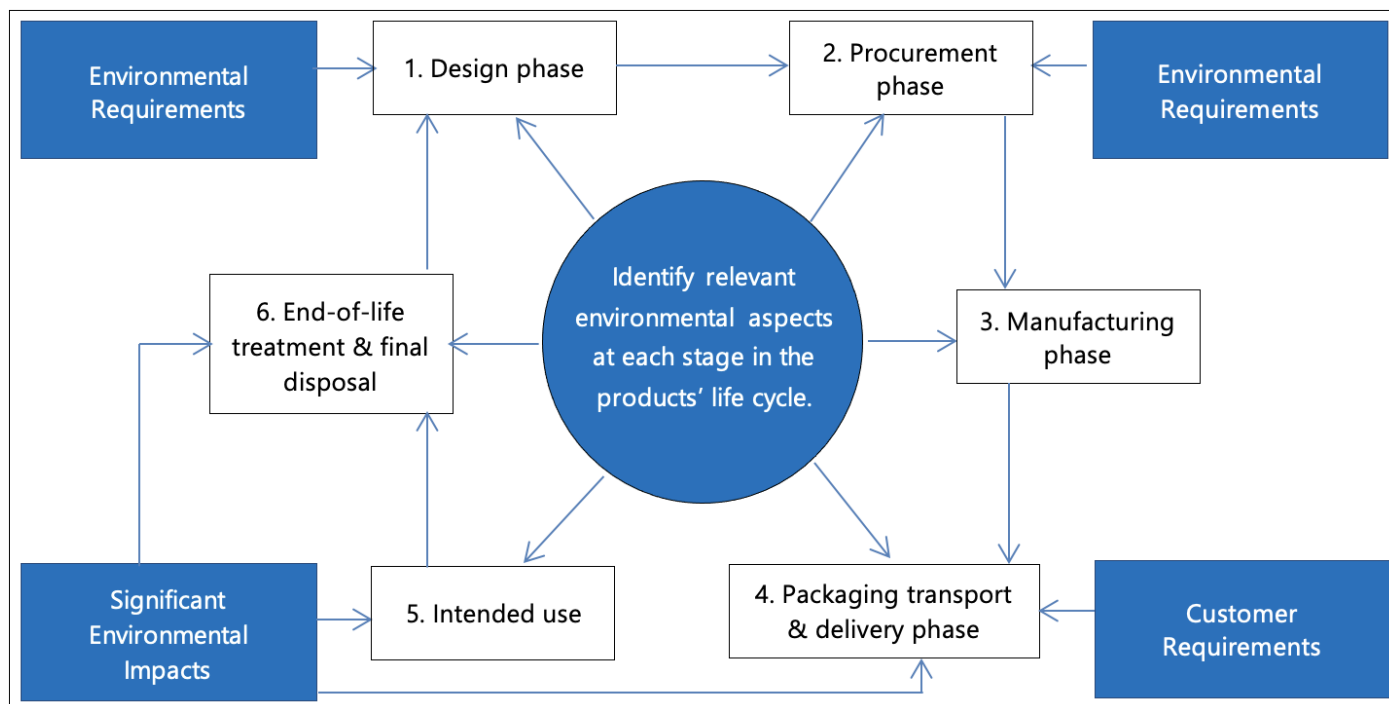 Environmental
Requirements
1. Design phase
2. Procurement
phase
Environmental
Requirements
Identify relevant
environmental aspects
at each stage in the
products’ life cycle.
6. End-of-life
treatment & final
disposal
3. Manufacturing
phase
Significant
Environmental
Impacts
5. Intended use
4. Packaging transport
& delivery phase
Customer
Requirements